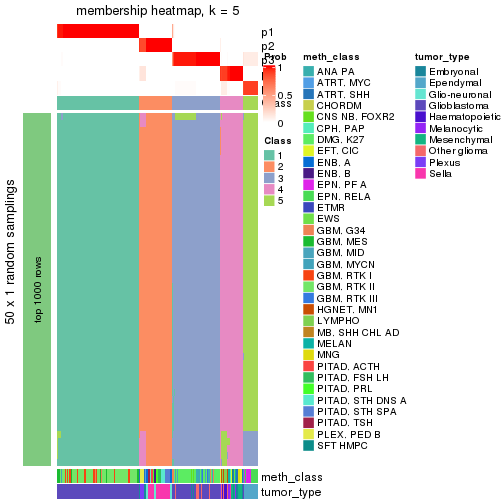 membership heatmap, k = 5
p1
p2
p3
Prob
1
0.5
0
Class
1
2
3
4
5
50 x 1 random samplings
top 1000 rows
meth_class
tumor_type
meth_class
ANA PA
ATRT. MYC
ATRT. SHH
CHORDM
CNS NB. FOXR2
CPH. PAP
DMG. K27
EFT. CIC
ENB. A
ENB. B
EPN. PF A
EPN. RELA
ETMR
EWS
GBM. G34
GBM. MES
GBM. MID
GBM. MYCN
GBM. RTK I
GBM. RTK II
GBM. RTK III
HGNET. MN1
LYMPHO
MB. SHH CHL AD
MELAN
MNG
PITAD. ACTH
PITAD. FSH LH
PITAD. PRL
PITAD. STH DNS A
PITAD. STH SPA
PITAD. TSH
PLEX. PED B
SFT HMPC
tumor_type
Embryonal
Ependymal
Glio-neuronal
Glioblastoma
Haematopoietic
Melanocytic
Mesenchymal
Other glioma
Plexus
Sella